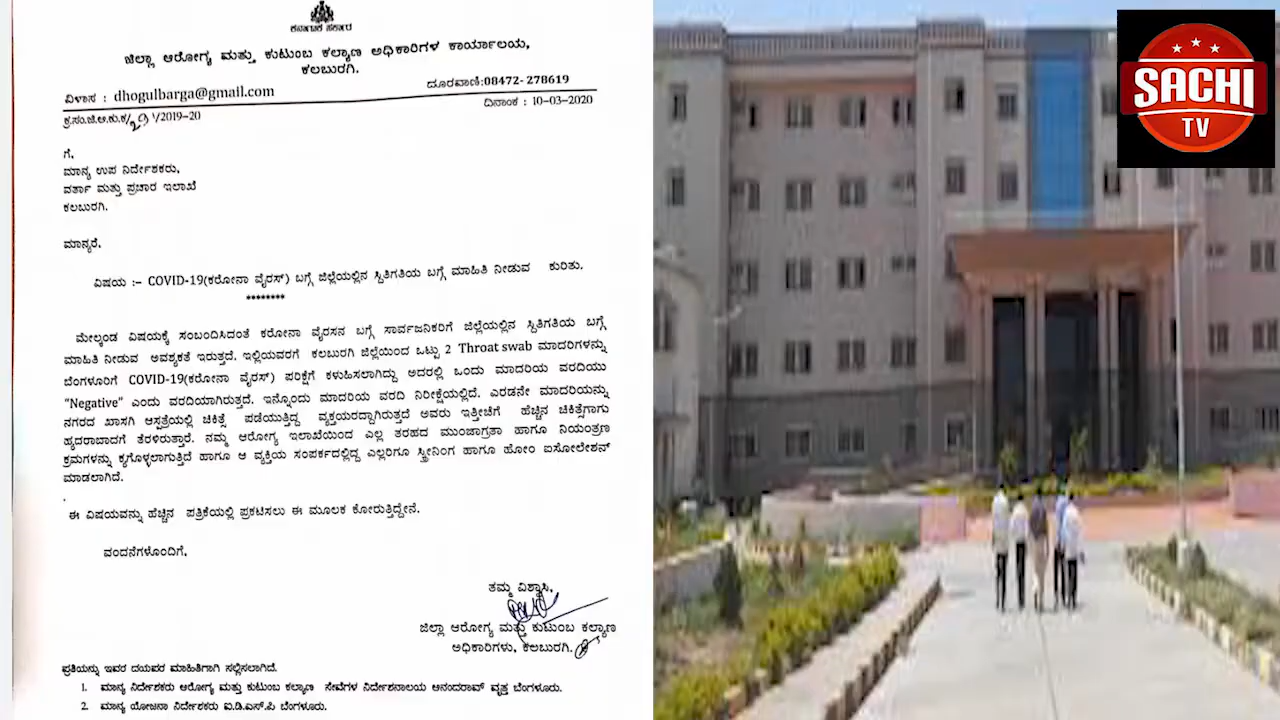 ಕರ್ನಾಟಕ ಸರ್ಕಾರ
ಜಿಲ್ಲಾ ಆರೋಗ್ಯ ಮತ್ತು ಕುಟುಂಬ ಕಲ್ಯಾಣ ಅಧಿಕಾರಿಗಳ ಕಾರ್ಯಾಲಯ,
ಕಲಬುರಗಿ.
ವಿಳಾಸ : dhogulbarga@gmail.com
ದೂರವಾಣಿ:08472- 278619
ಕ್ರ.ಸಂ.ಜಿ.ಆ.ಕು.ಕ/ /2019-20
ದಿನಾಂಕ : 10-03-2020
ಗೆ,
ಮಾನ್ಯ ಉಪ ನಿರ್ದೇಶಕರು,
ವರ್ತಾ ಮತ್ತು ಪ್ರಚಾರ ಇಲಾಖೆ
ಕಲಬುರಗಿ.
ಮಾನ್ಯರೆ.
ವಿಷಯ :- COVID-19(ಕರೋನಾ ವೈರಸ್) ಬಗ್ಗೆ ಜಿಲ್ಲೆಯಲ್ಲಿನ ಸ್ಥಿತಿಗತಿಯ ಬಗ್ಗೆ ಮಾಹಿತಿ ನೀಡುವ ಕುರಿತು.
********
ಮೇಲ್ಕಂಡ ವಿಷಯಕ್ಕೆ ಸಂಬಂದಿಸಿದಂತೆ ಕರೋನಾ ವೈರಸನ ಬಗ್ಗೆ ಸಾರ್ವಜನಿಕರಿಗೆ ಜಿಲ್ಲೆಯಲ್ಲಿನ ಸ್ಥಿತಿಗತಿಯ ಬಗ್ಗೆ
ಮಾಹಿತಿ ನೀಡುವ ಅವಶ್ಯಕತೆ ಇರುತ್ತದೆ. ಇಲ್ಲಿಯವರಗೆ ಕಲಬುರಗಿ ಜಿಲ್ಲೆಯಿಂದ ಒಟ್ಟು 2 Throat swab ಮಾದರಿಗಳನ್ನು
ಬೆಂಗಳೂರಿಗೆ COVID-19(ಕರೋನಾ ವೈರಸ್) ಪರಿಕ್ಷೆಗೆ ಕಳುಹಿಸಲಾಗಿದ್ದು ಅದರಲ್ಲಿ ಒಂದು ಮಾದರಿಯ ವರದಿಯು
"Negative" ಎಂದು ವರದಿಯಾಗಿರುತ್ತದೆ. ಇನ್ನೊಂದು ಮಾದರಿಯ ವರದಿ ನಿರೀಕ್ಷೆಯಲ್ಲಿದೆ. ಎರಡನೇ ಮಾದರಿಯನ್ನು
ನಗರದ ಖಾಸಗಿ ಆಸ್ಪತ್ರೆಯಲ್ಲಿ ಚಿಕಿತ್ಸೆ ಪಡೆಯುತ್ತಿದ್ದ ವ್ಯಕ್ತಿಯರದ್ದಾಗಿರುತ್ತದೆ ಅವರು ಇತ್ತೀಚೆಗೆ ಹೆಚ್ಚಿನ ಚಿಕಿತ್ಸೆಗಾಗು
ಹೃದರಾಬಾದಗೆ ತೆರಳಿರುತ್ತಾರೆ. ನಮ್ಮ ಆರೋಗ್ಯ ಇಲಾಖೆಯಿಂದ ಎಲ್ಲ ತರಹದ ಮುಂಜಾಗ್ರತಾ ಹಾಗೂ ನಿಯಂತ್ರಣ
ಕ್ರಮಗಳನ್ನು ಕೃಗೊಳ್ಳಲಾಗುತ್ತಿದೆ ಹಾಗೂ ಆ ವ್ಯಕ್ತಿಯ ಸಂಪರ್ಕದಲ್ಲಿದ್ದ ಎಲ್ಲರಿಗೂ ಸ್ಕ್ರೀನಿಂಗ ಹಾಗೂ ಹೋಂ ಐಸೋಲೇಶನ್
ಮಾಡಲಾಗಿದೆ.
ಈ ವಿಷಯವನ್ನು ಹೆಚ್ಚಿನ ಪತ್ರಿಕೆಯಲ್ಲಿ ಪ್ರಕಟಿಸಲು ಈ ಮೂಲಕ ಕೋರುತ್ತಿದ್ದೇನೆ.
ವಂದನೆಗಳೊಂದಿಗೆ,
ತಮ್ಮ ವಿಶ್ವಾಸಿ,
ಜಿಲ್ಲಾ ಆರೋಗ್ಯ ಮತ್ತು ಕುಟುಂಬ ಕಲ್ಯಾಣ
ಅಧಿಕಾರಿಗಳು, ಕಲಬುರಗಿ.
ಪ್ರತಿಯನ್ನು ಇವರ ದಯಪರ ಮಾಹಿತಿಗಾಗಿ ಸಲ್ಲಿಸಲಾಗಿದೆ.
1. ಮಾನ್ಯ ನಿರ್ದೇಶಕರು ಆರೋಗ್ಯ ಮತ್ತು ಕುಟುಂಬ ಕಲ್ಯಾಣ ಸೇವೆಗಳ ನಿರ್ದೇಶನಾಲಯ ಆನಂದರಾವ್ ವೃತ್ತ ಬೆಂಗಳೂರು.
2. ಮಾನ್ಯ ಯೋಜನಾ ನಿರ್ದೇಶಕರು ಐ.ಡಿ.ಎಸ್.ಪಿ ಬೆಂಗಳೂರು.
SACHI
TV